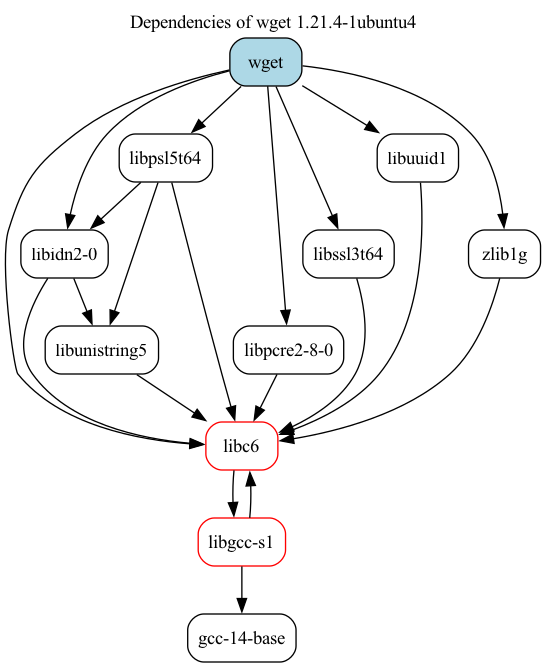 Dependencies of wget 1.21.4-1ubuntu4
wget
libpsl5t64
libuuid1
libidn2-0
libssl3t64
zlib1g
libunistring5
libpcre2-8-0
libc6
libgcc-s1
gcc-14-base